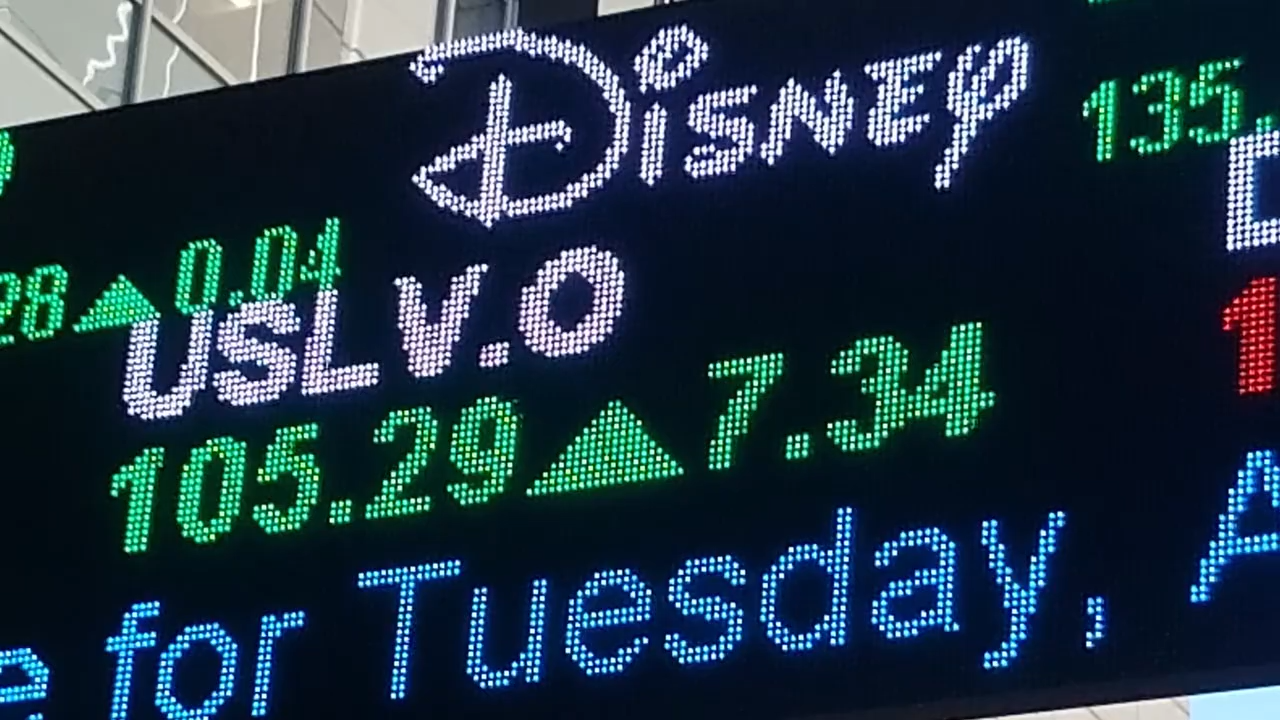 Disney 135.
28 ▲ 0.04
USLV.O
105.29 ▲ 7.34
for Tuesday,